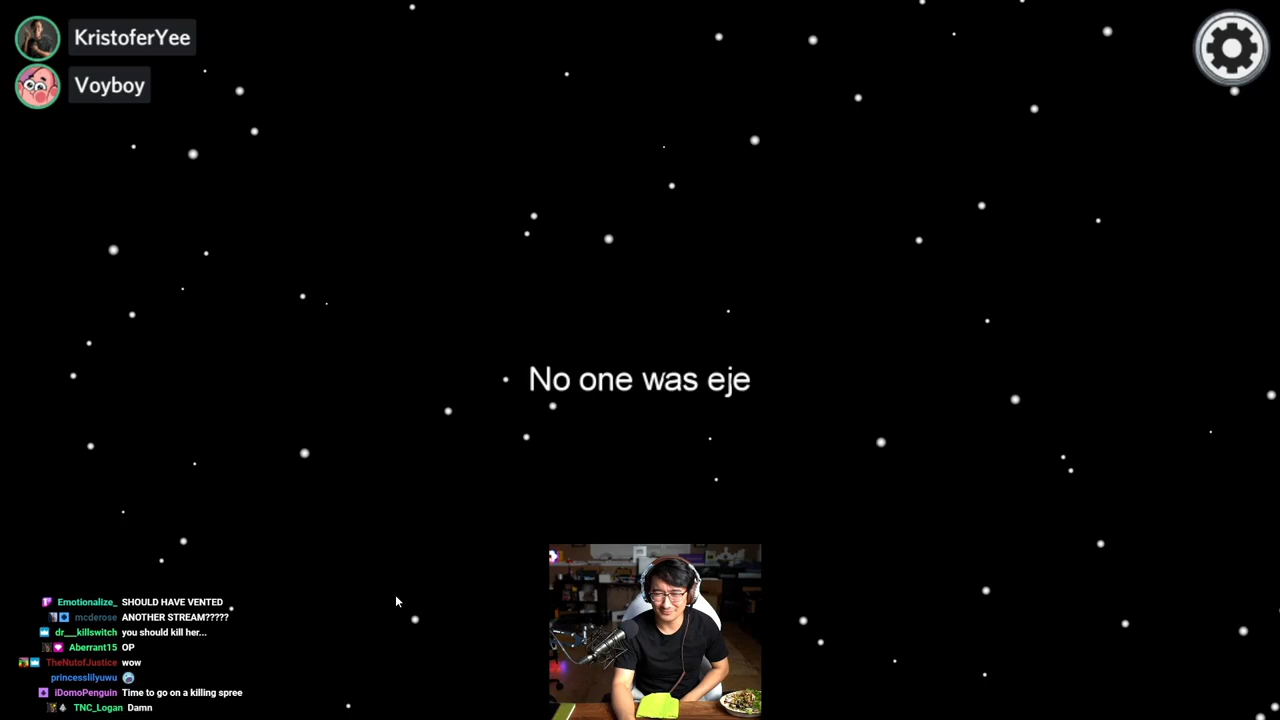 KristoferYee
Voyboy
No one was eje
Emotionalize_ SHOULD HAVE VENTED
mcderose ANOTHER STREAM?????
dr__killswitch you should kill her...
Aberrant15 OP
TheNutofJustice wow
princesslilyuwu
iDomoPenguin Time to go on a killing spree
TNC_Logan Damn